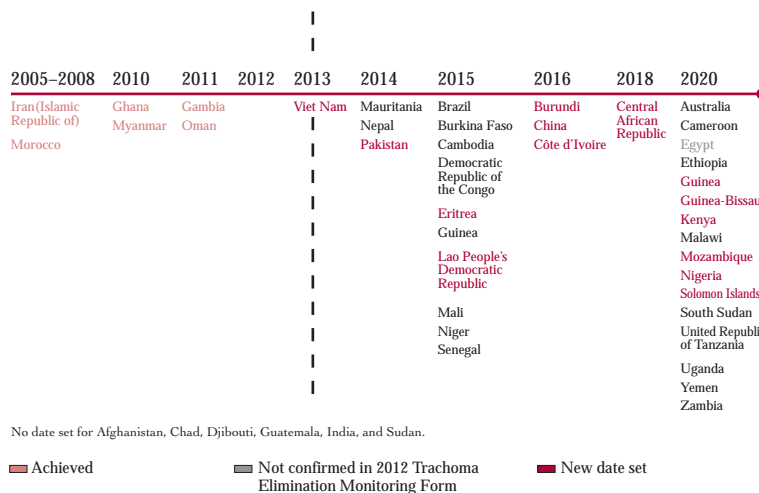 2005–2008 2010 2011 2012 2013 2014 2015 2016 2018 2020
Iran(Islamic
Republic of)
Morocco
Ghana
Myanmar
Gambia
Oman
Viet Nam
Mauritania
Nepal
Pakistan
Brazil
Burkina Faso
Cambodia
Democratic
Republic of
the Congo
Eritrea
Guinea
Lao People's
Democratic
Republic
Mali
Niger
Senegal
Burundi
China
Côte d'Ivoire
Central
African
Republic
Australia
Cameroon
Egypt
Ethiopia
Guinea
Guinea-Bissau
Kenya
Malawi
Mozambique
Nigeria
Solomon Islands
South Sudan
United Republi
of Tanzania
Uganda
Yemen
Zambia
No date set for Afghanistan, Chad, Djibouti, Guatemala, India, and Sudan.
Achieved
Not confirmed in 2012 Trachoma
Elimination Monitoring Form
New date set